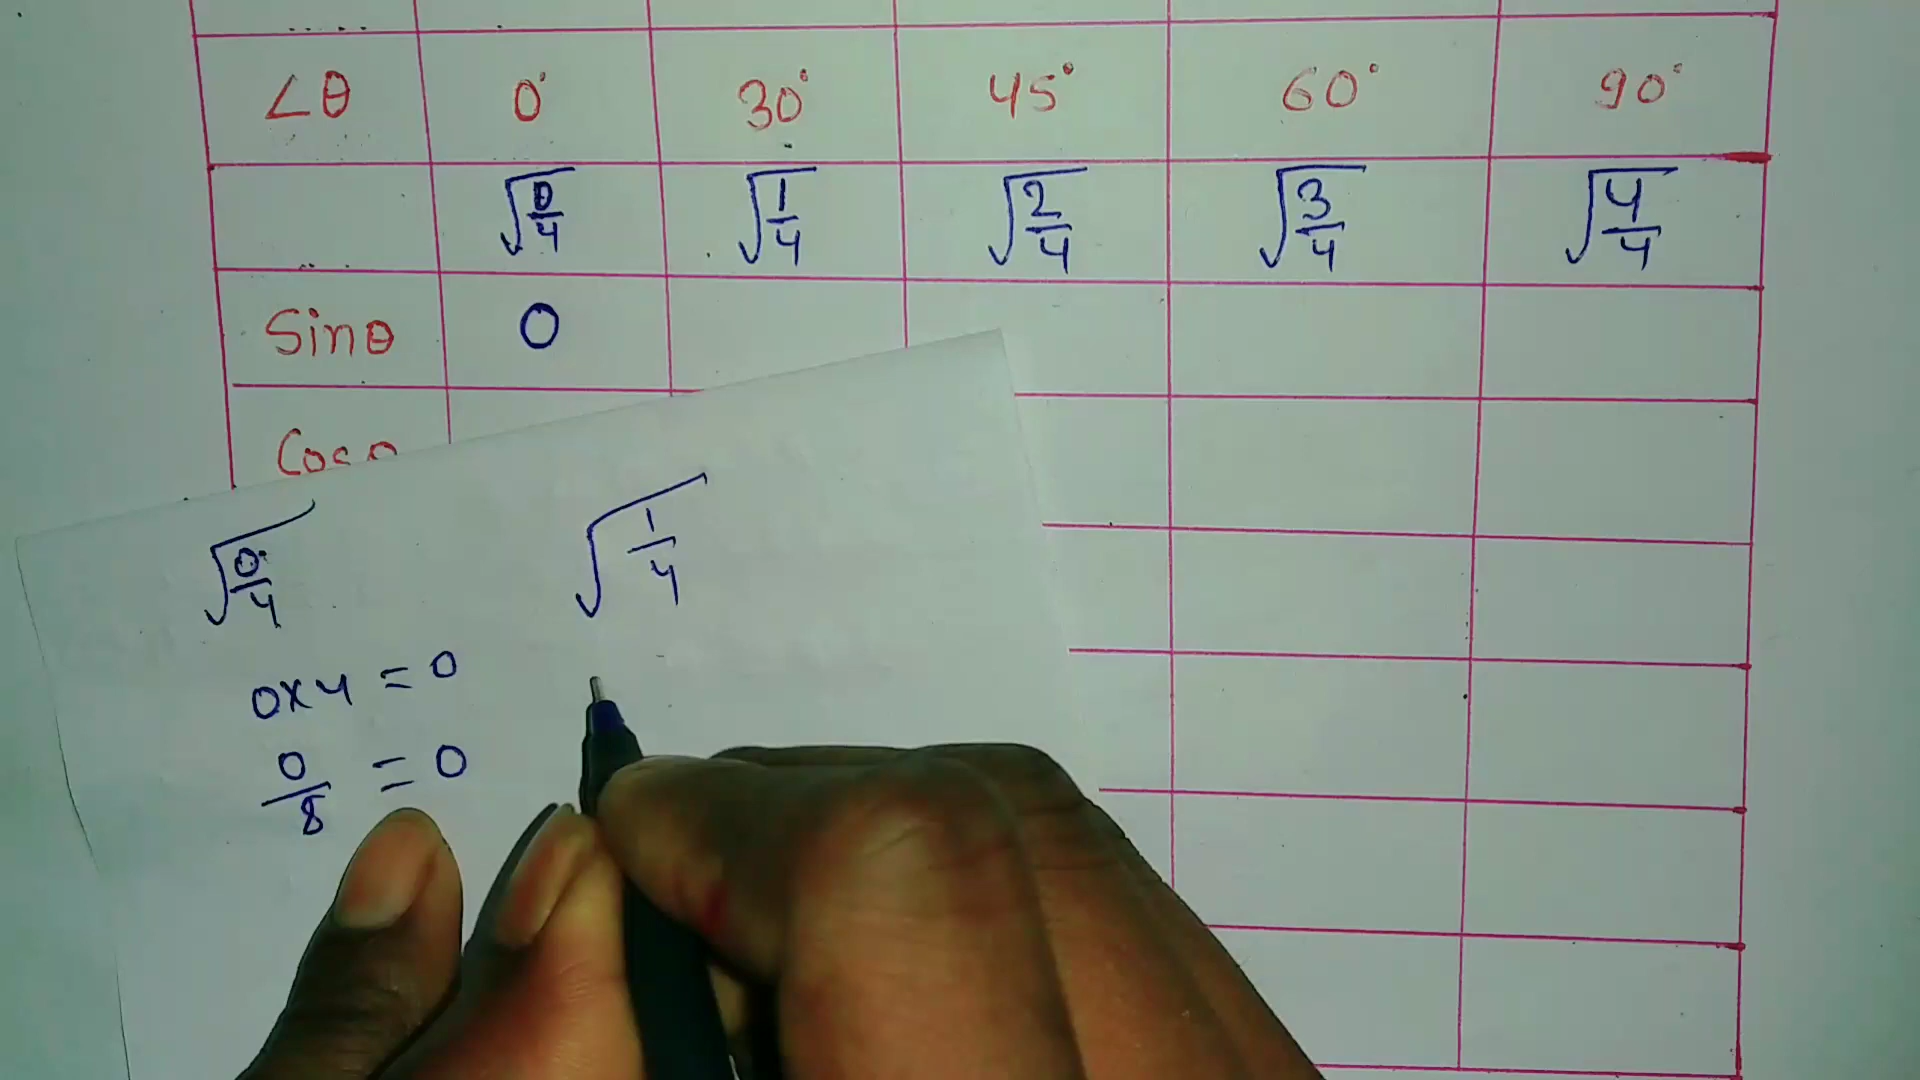 ∠θ 0° 30° 45° 60° 90°
√0/4 √1/4 √2/4 √3/4 √4/4
Sinθ 0
Cosθ
√0/4 √1/4
0×4 = 0
0/8 = 0